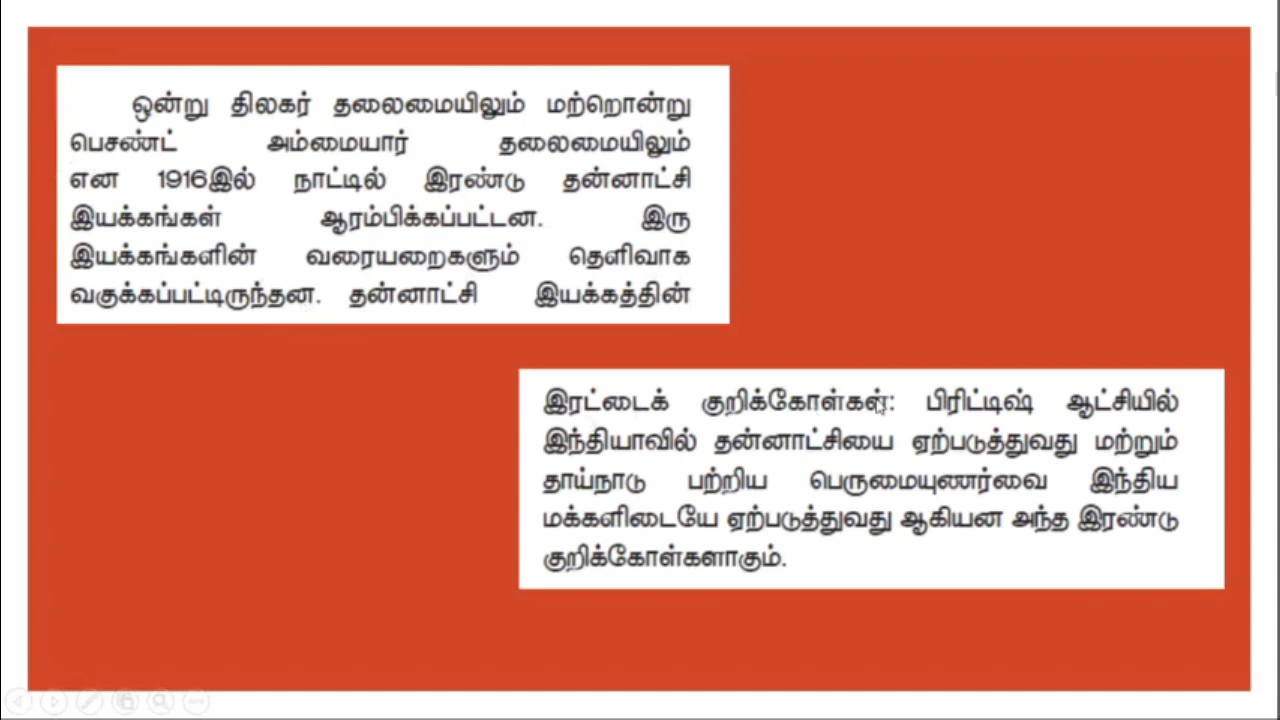 ஒன்று திலகர் தலைமையிலும் மற்றொன்று
பெசண்ட் அம்மையார் தலைமையிலும்
என 1916இல் நாட்டில் இரண்டு தன்னாட்சி
இயக்கங்கள் ஆரம்பிக்கப்பட்டன. இரு
இயக்கங்களின் வரையறைகளும் தெளிவாக
வகுக்கப்பட்டிருந்தன. தன்னாட்சி இயக்கத்தின்
இரட்டைக் குறிக்கோள்கள்: பிரிட்டிஷ் ஆட்சியில்
இந்தியாவில் தன்னாட்சியை ஏற்படுத்துவது மற்றும்
தாய்நாடு பற்றிய பெருமையுணர்வை இந்திய
மக்களிடையே ஏற்படுத்துவது ஆகியன அந்த இரண்டு
குறிக்கோள்களாகும்.